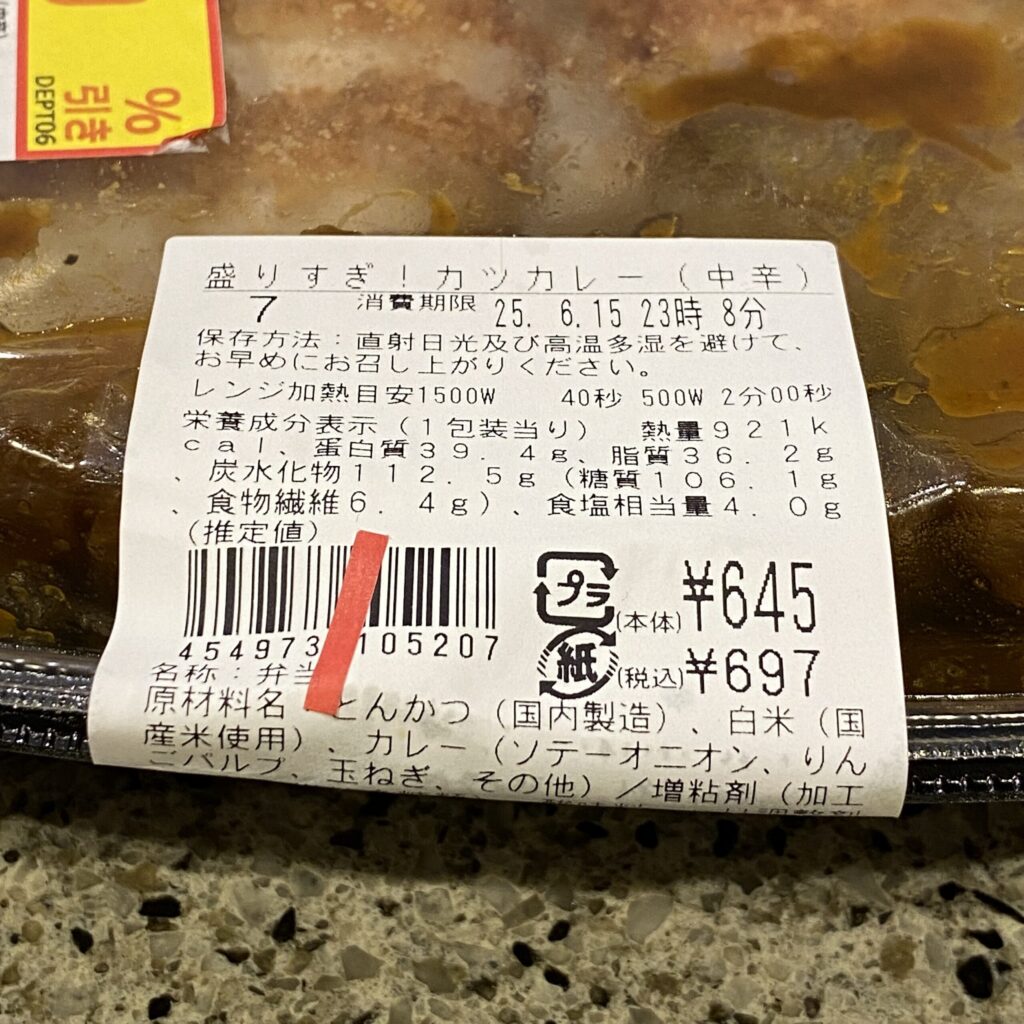 %
引き
DEPT06
盛りすぎ！カツカレー（中辛）
7 消費期限 25. 6.15 23時 8分
保存方法：直射日光及び高温多湿を避けて、
お早めにお召し上がりください。
レンジ加熱目安1500W 40秒 500W 2分00秒
栄養成分表示（1包装当り） 熱量921k
cal、蛋白質39.4g、脂質36.2g
、炭水化物112.5g（糖質106.1g
、食物繊維6.4g）、食塩相当量4.0g
（推定値）
プラ
(本体) ¥645
454973 105207
紙
(税込) ¥697
名称：弁当
原材料名 とんかつ（国内製造）、白米（国
産米使用）、カレー（ソテーオニオン、りん
ごパルプ、玉ねぎ、その他）／増粘剤（加工